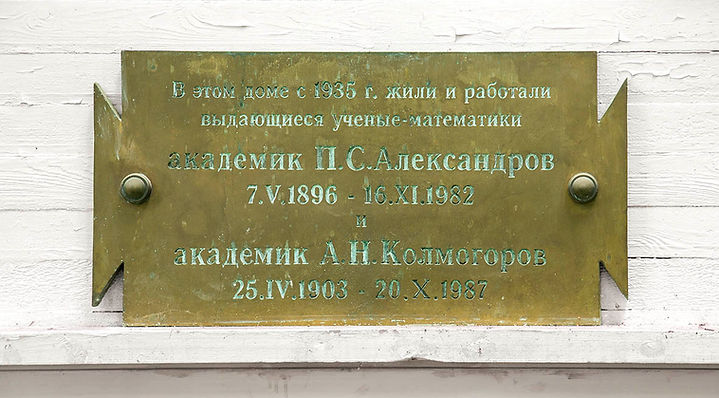 В этом доме с 1935 г. жили и работали
выдающиеся ученые-математики
академик П.С.Александров
7.V.1896 - 16.XI.1982
и
академик А.Н.Колмогоров
25.IV.1903 - 20.X.1987